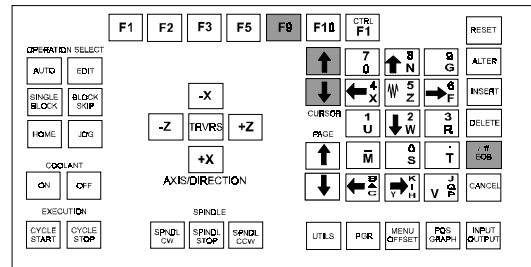 F1 F2 F3 F5 F9 F10 CTRL F1 RESET
OPERATION SELECT
AUTO EDIT
SINGLE BLOCK BLOCK SKIP
HOME JOG
COOLANT
ON OFF
EXECUTION
CYCLE START CYCLE STOP
-X
-Z TRVRS +Z
+X
AXIS/DIRECTION
SPINDLE
SPNDL CW SPNDL STOP SPNDL CCW
7 8 N 9 G ALTER
4 X W 5 Z 6 F INSERT
CURSOR 1 U 2 W 3 R DELETE
PAGE
- M 0 S . T / # EOB
C Y K I H V J Q P CANCEL
UTILS PGR MENU OFFSET POS GRAPH INPUT OUTPUT